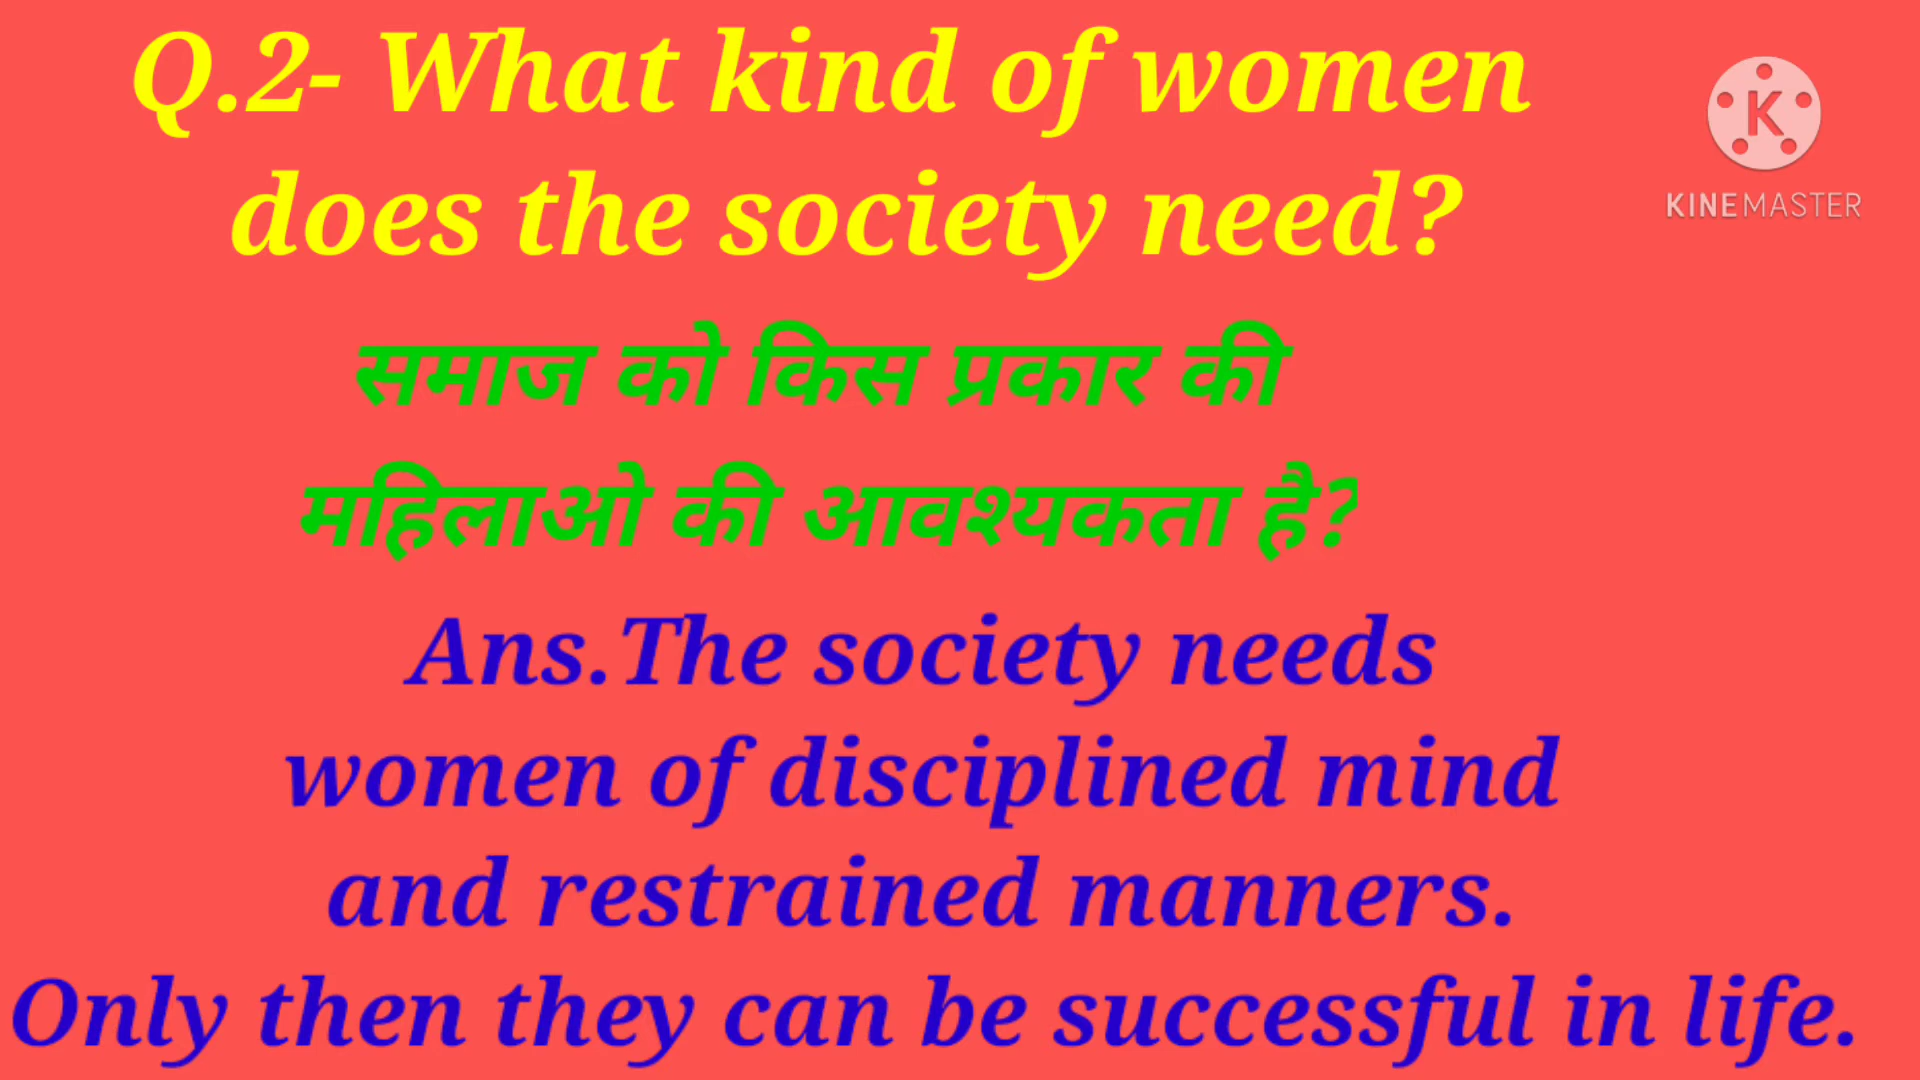 Q.2- What kind of women
does the society need?
K
KINEMASTER
समाज को किस प्रकार की
महिलाओ की आवश्यकता है?
Ans.The society needs
women of disciplined mind
and restrained manners.
Only then they can be successful in life.